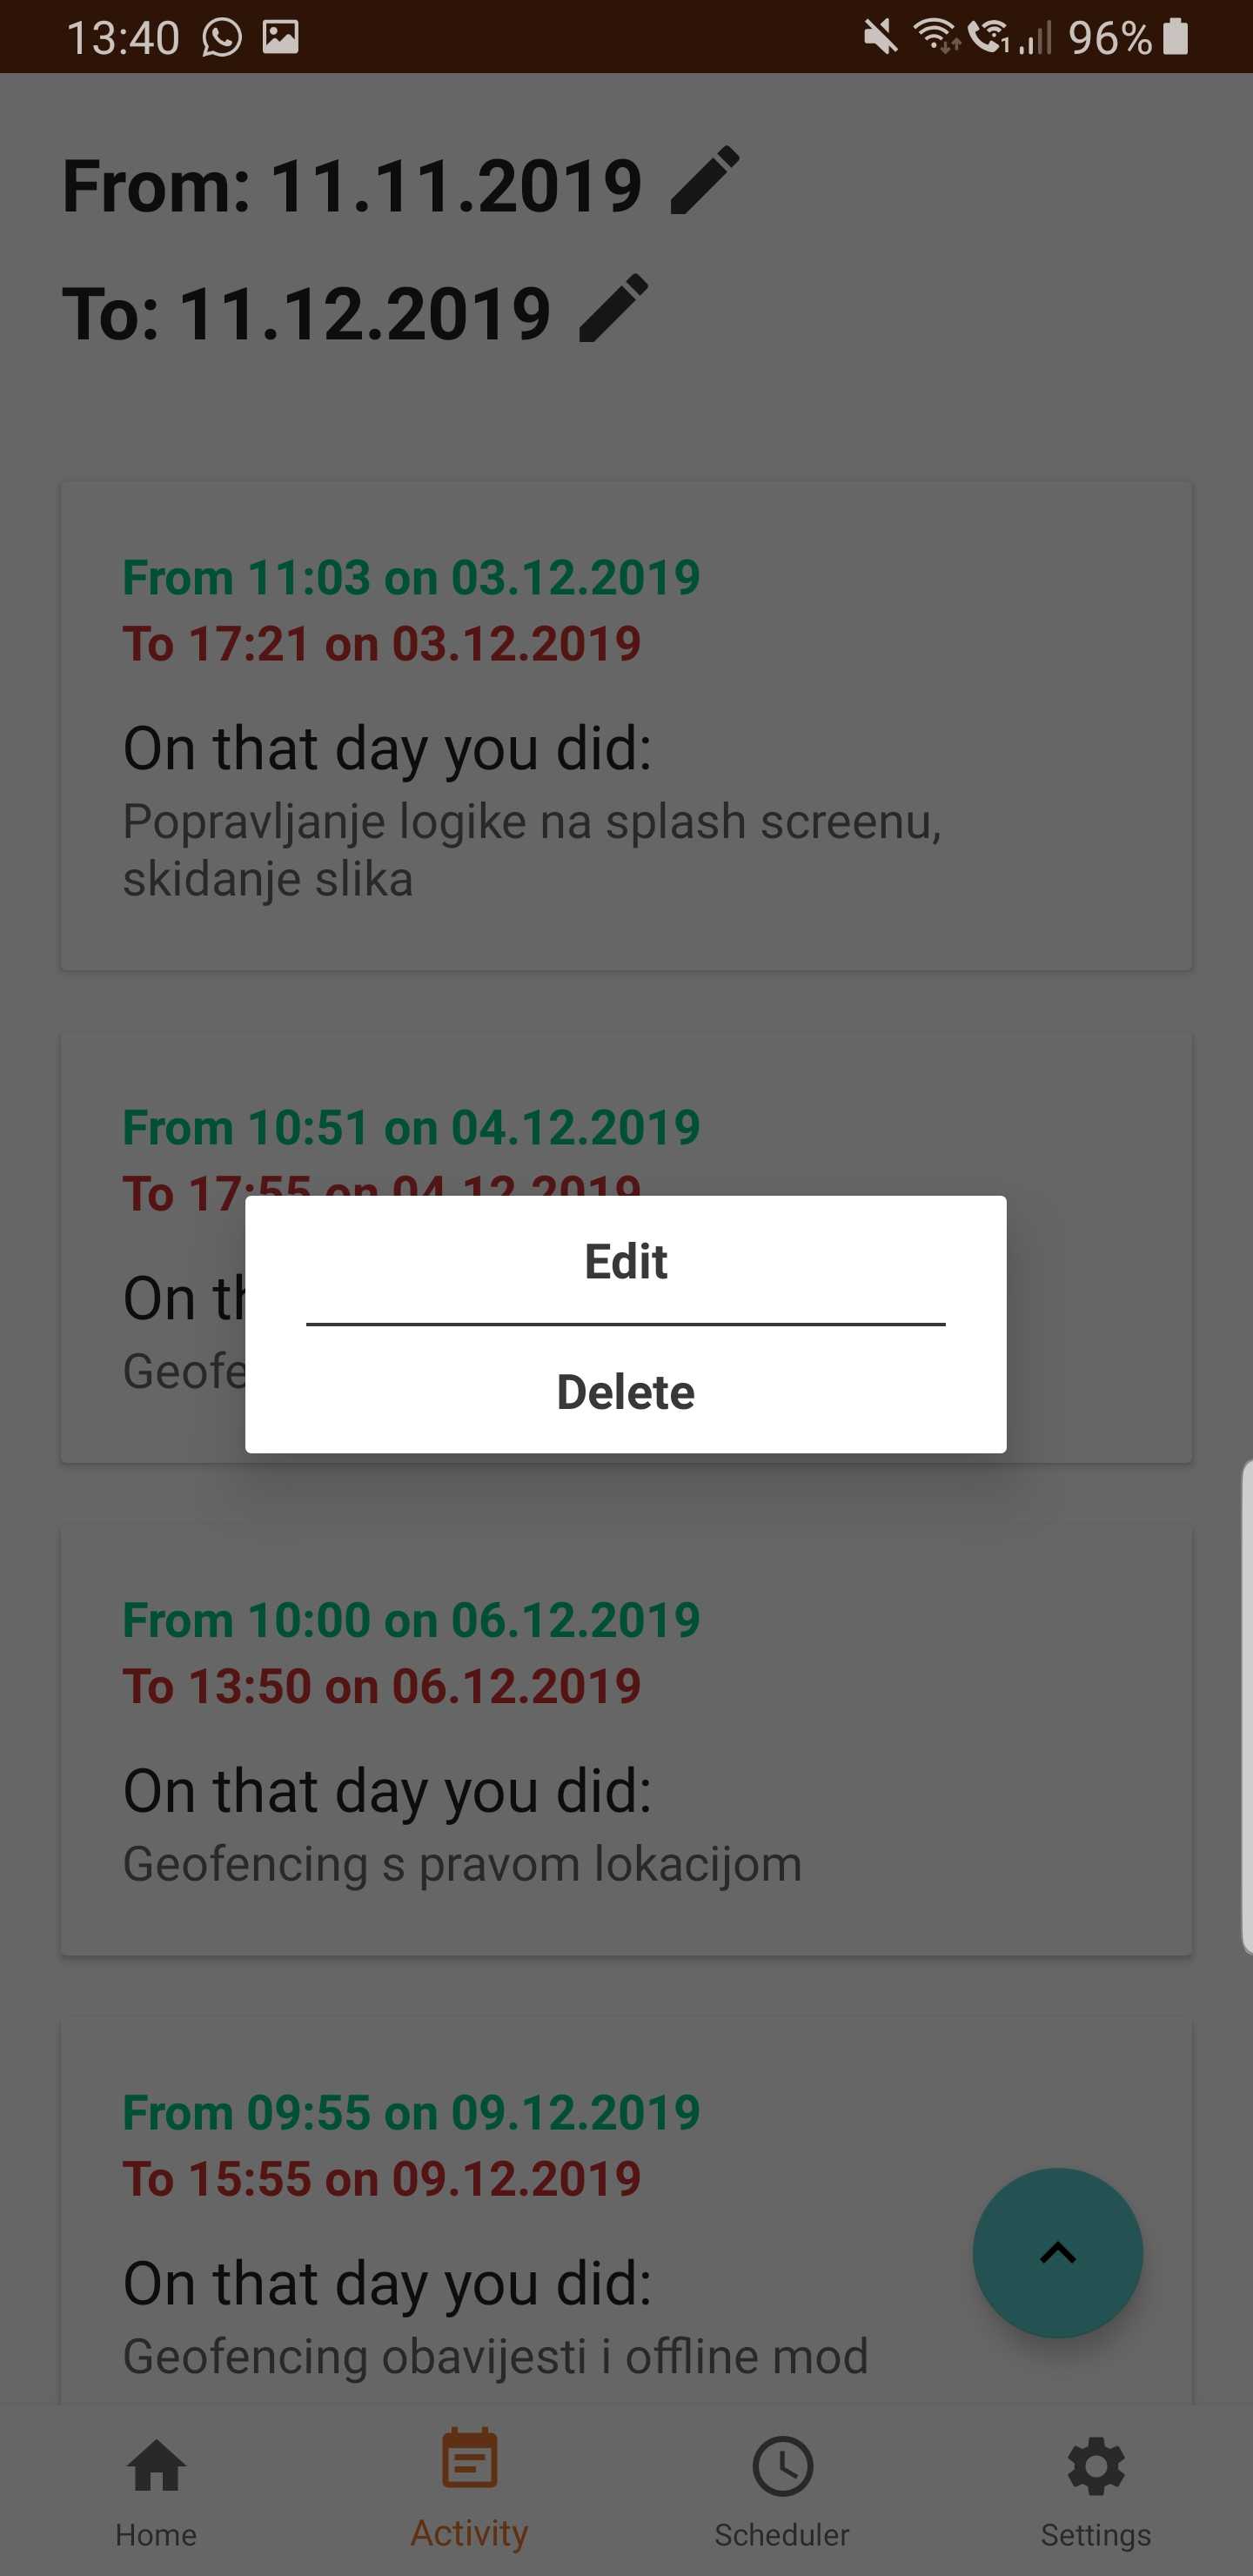 13:40 96%
From: 11.11.2019
To: 11.12.2019
From 11:03 on 03.12.2019
To 17:21 on 03.12.2019
On that day you did:
Popravljanje logike na splash screenu,
skidanje slika
From 10:51 on 04.12.2019
To 17:55 on 04.12.2019
On
Edit
Delete
From 10:00 on 06.12.2019
To 13:50 on 06.12.2019
On that day you did:
Geofencing s pravom lokacijom
From 09:55 on 09.12.2019
To 15:55 on 09.12.2019
On that day you did:
Geofencing obavijesti i offline mod
Home Activity Scheduler Settings